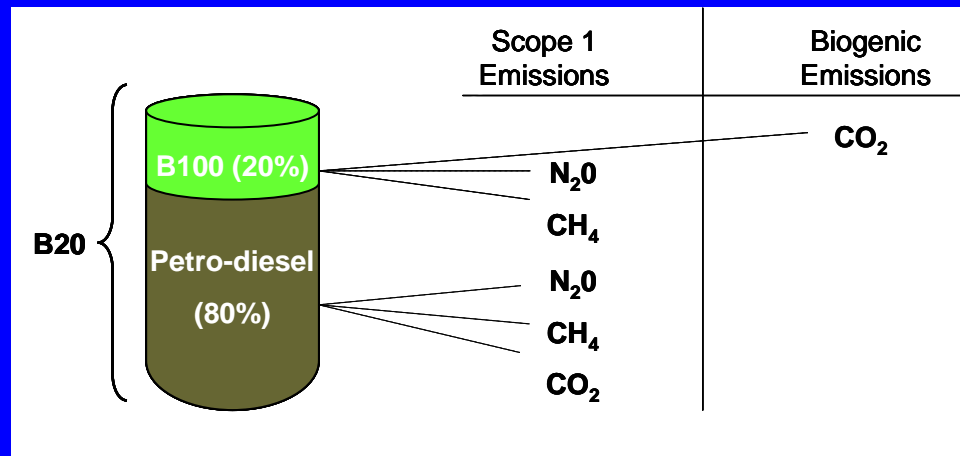 Scope 1
Emissions
Biogenic
Emissions
B100 (20%)
CO₂
N₂0
CH₄
B20
Petro-diesel
(80%)
N₂0
CH₄
CO₂